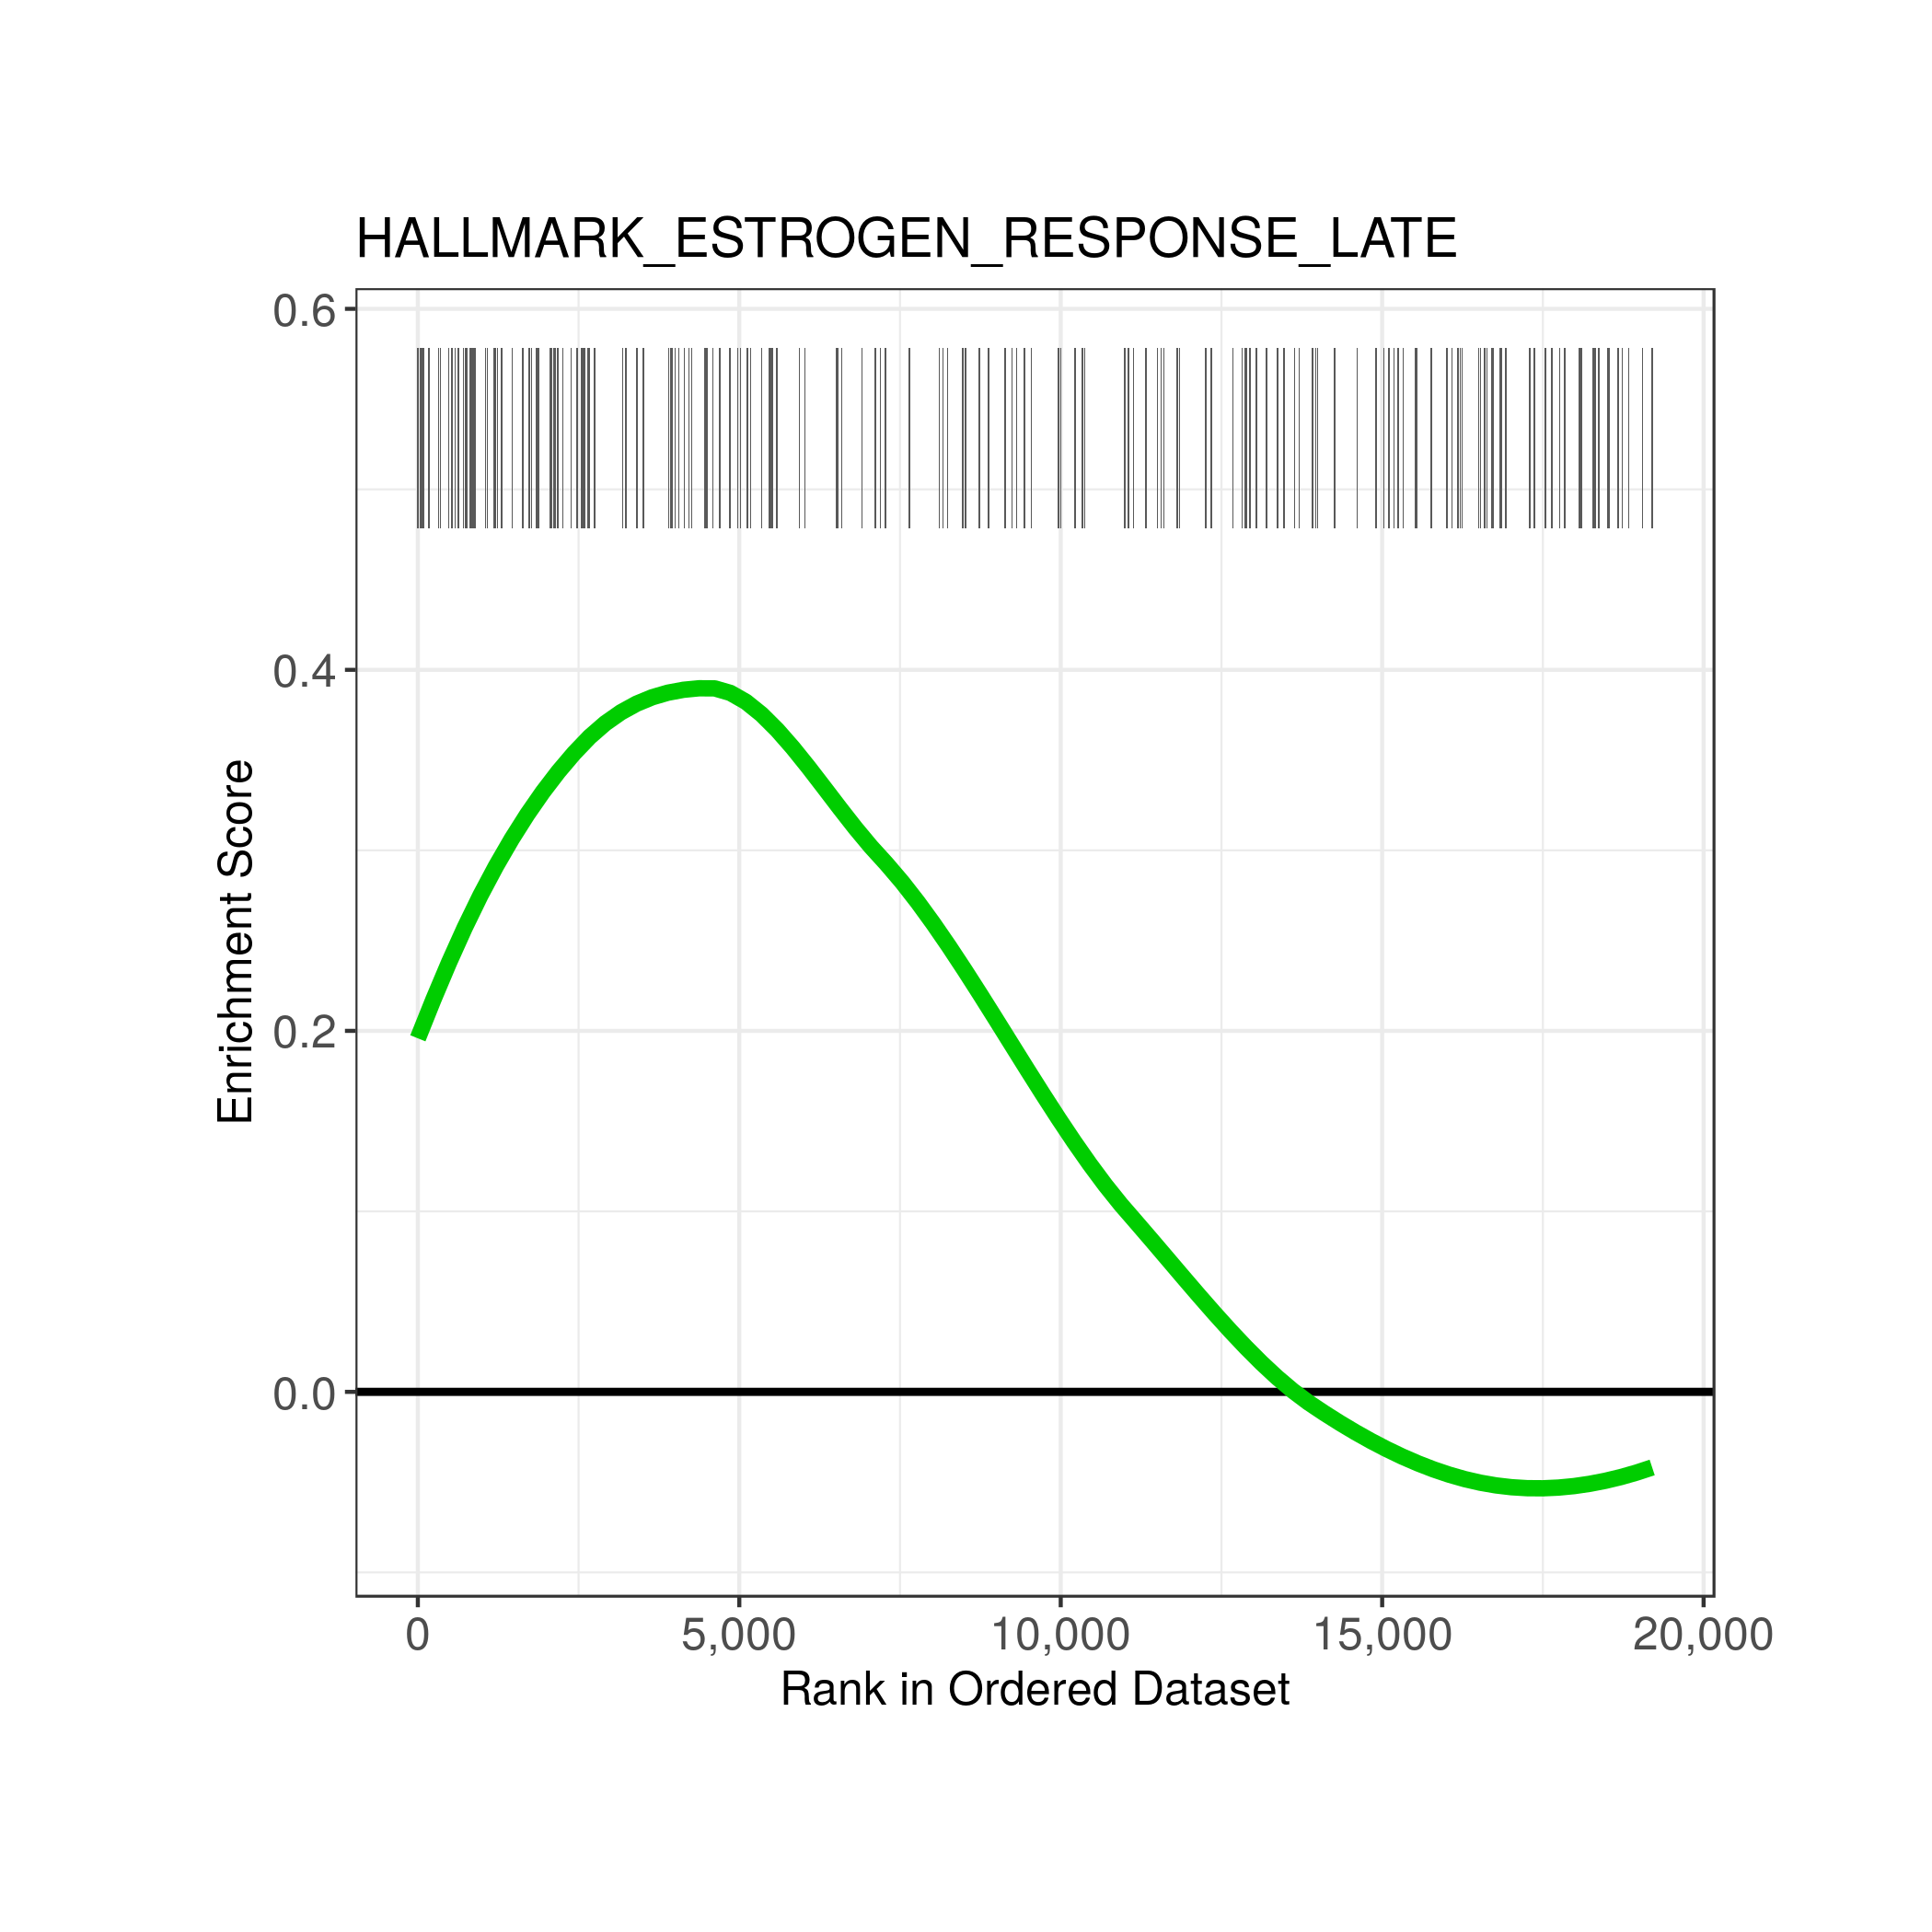 HALLMARK_ESTROGEN_RESPONSE_LATE
0.6
0.4
0.2
0.0
Enrichment Score
0 5,000 10,000 15,000 20,000
Rank in Ordered Dataset